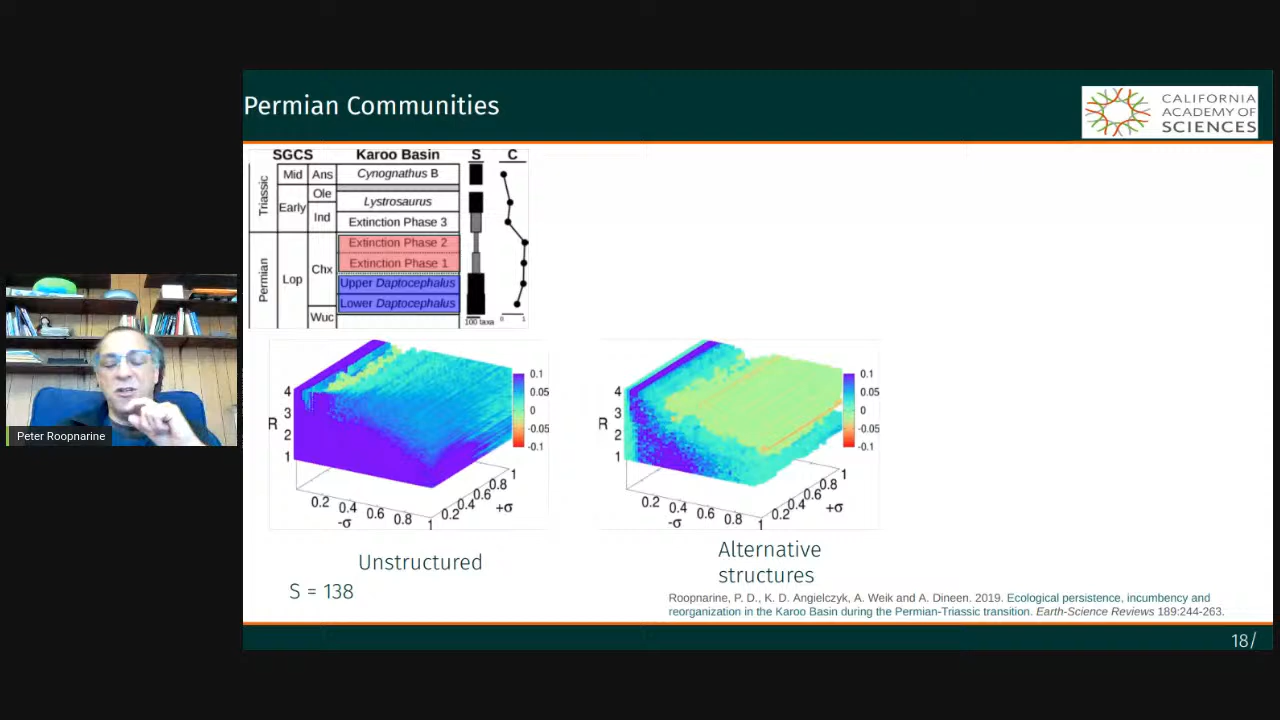 Permian Communities
CALIFORNIA
ACADEMY OF
SCIENCES
SGCS Karoo Basin S C
Triassic
Mid Ans Cynognathus B
Ole
Early
Lystrosaurus
Ind
Extinction Phase 3
Permian
Lop
Chx
Extinction Phase 2
Extinction Phase 1
Upper Daptocephalus
Lower Daptocephalus
Wuc
100 taxa
0 1
R
4
3
2
1
0.2 0.4 0.6 0.8 1
-σ
0.2 0.4 0.6 0.8 1
+σ
0.1
0.05
0
-0.05
-0.1
Unstructured
S = 138
R
4
3
2
1
0.2 0.4 0.6 0.8 1
-σ
0.2 0.4 0.6 0.8 1
+σ
0.1
0.05
0
-0.05
-0.1
Alternative
structures
Roopnarine, P. D., K. D. Angielczyk, A. Weik and A. Dineen. 2019. Ecological persistence, incumbency and
reorganization in the Karoo Basin during the Permian-Triassic transition. Earth-Science Reviews 189:244-263.
18/
Peter Roopnarine